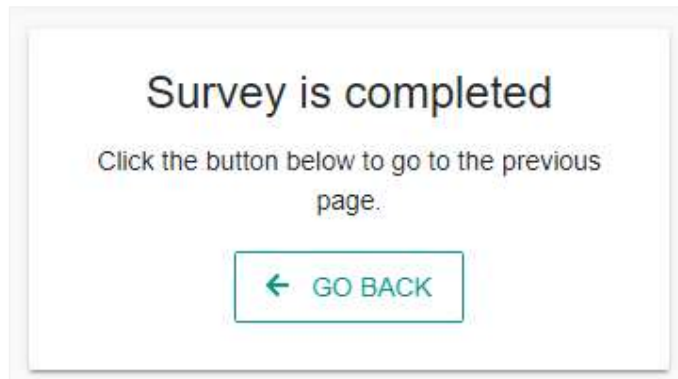 Survey is completed
Click the button below to go to the previous
page.
GO BACK